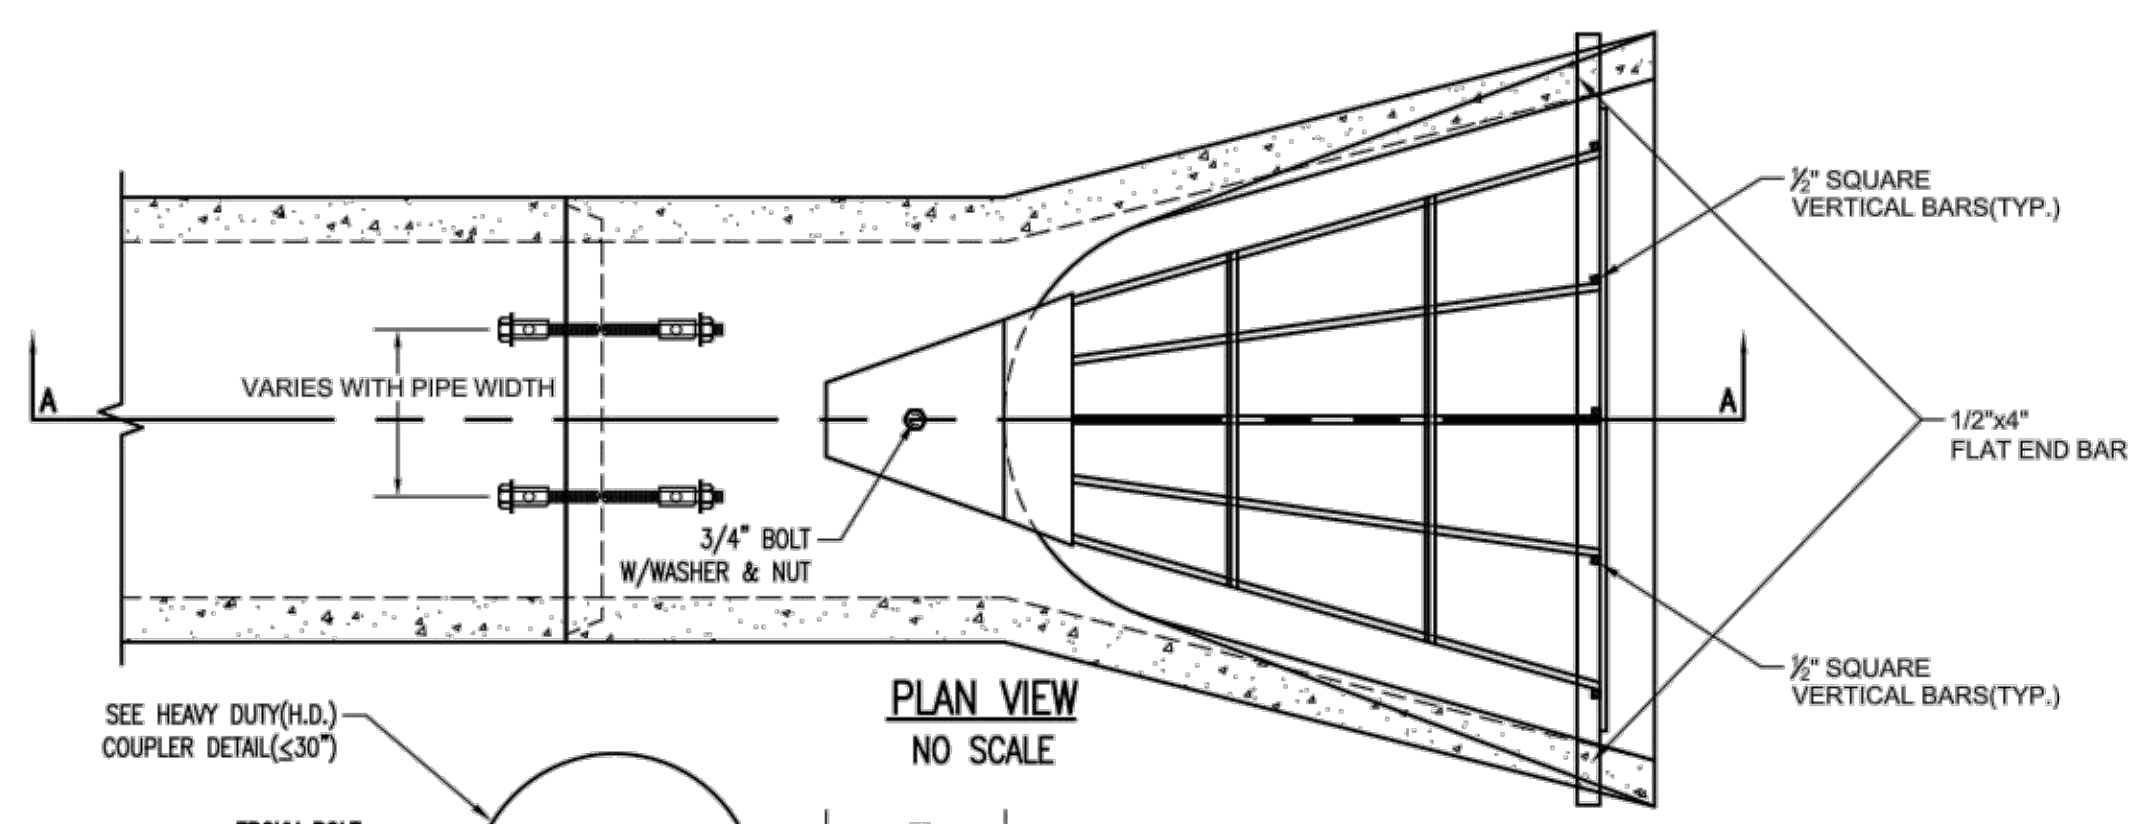 ½" SQUARE
VERTICAL BARS(TYP.)
VARIES WITH PIPE WIDTH
A
A
1/2"x4"
FLAT END BAR
3/4" BOLT
W/WASHER & NUT
½" SQUARE
VERTICAL BARS(TYP.)
PLAN VIEW
NO SCALE
SEE HEAVY DUTY(H.D.)
COUPLER DETAIL(≤30")